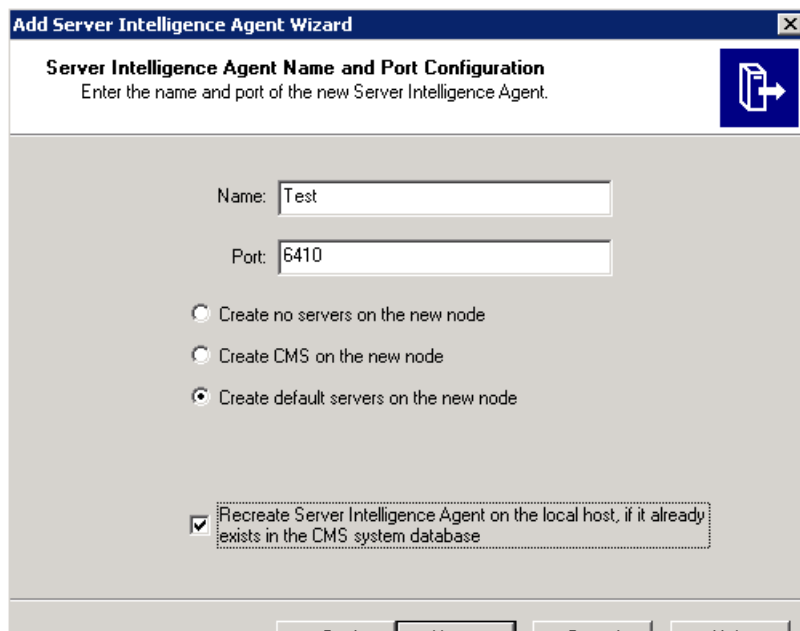 Add Server Intelligence Agent Wizard
Server Intelligence Agent Name and Port Configuration
Enter the name and port of the new Server Intelligence Agent.
Name: Test
Port: 6410
Create no servers on the new node
Create CMS on the new node
Create default servers on the new node
Recreate Server Intelligence Agent on the local host, if it already
exists in the CMS system database